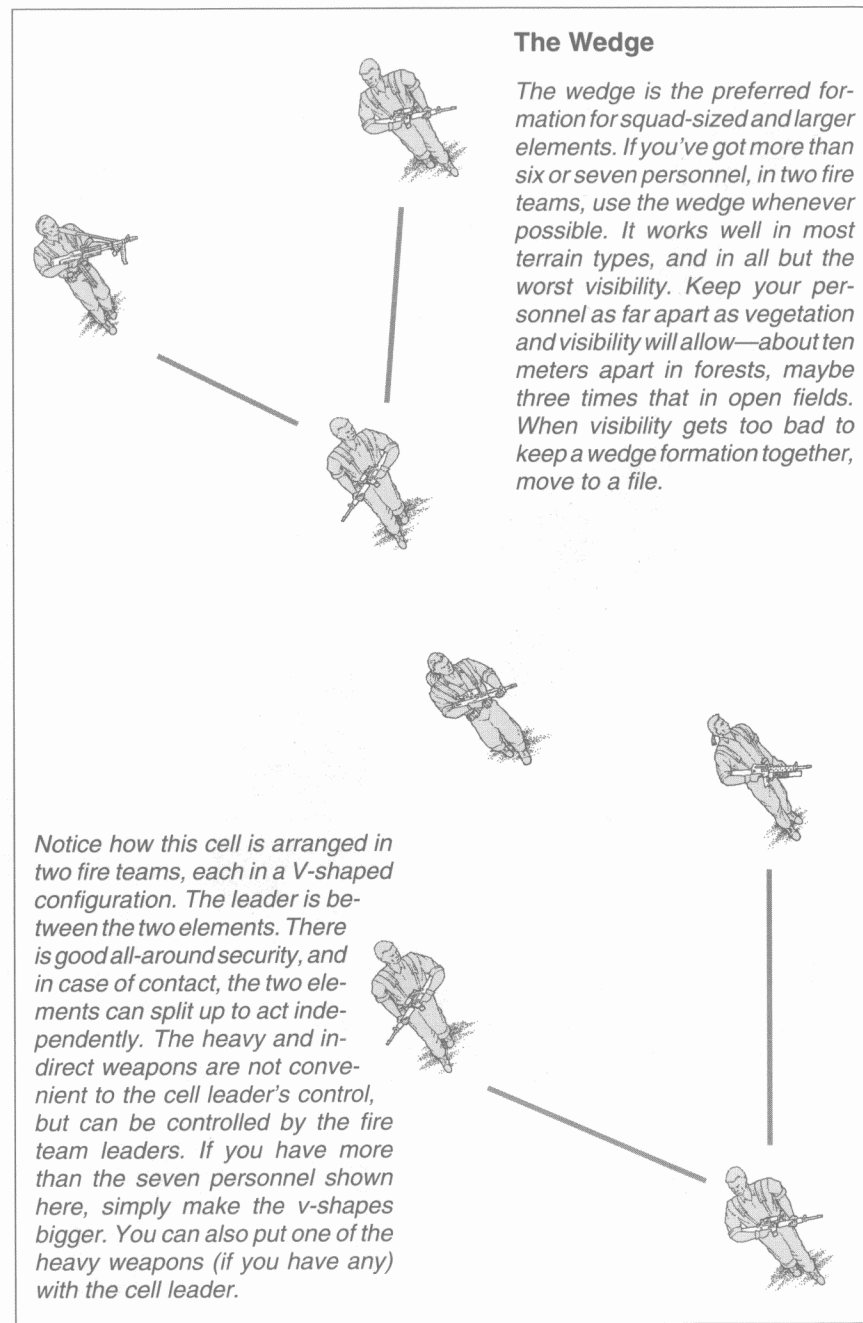 The Wedge
The wedge is the preferred for-
mation for squad-sized and larger
elements. If you've got more than
six or seven personnel, in two fire
teams, use the wedge whenever
possible. It works well in most
terrain types, and in all but the
worst visibility. Keep your per-
sonnel as far apart as vegetation
and visibility will allow—about ten
meters apart in forests, maybe
three times that in open fields.
When visibility gets too bad to
keep a wedge formation together,
move to a file.
Notice how this cell is arranged in
two fire teams, each in a V-shaped
configuration. The leader is be-
tween the two elements. There
is good all-around security, and
in case of contact, the two ele-
ments can split up to act inde-
pendently. The heavy and in-
direct weapons are not conve-
nient to the cell leader's control,
but can be controlled by the fire
team leaders. If you have more
than the seven personnel shown
here, simply make the v-shapes
bigger. You can also put one of the
heavy weapons (if you have any)
with the cell leader.